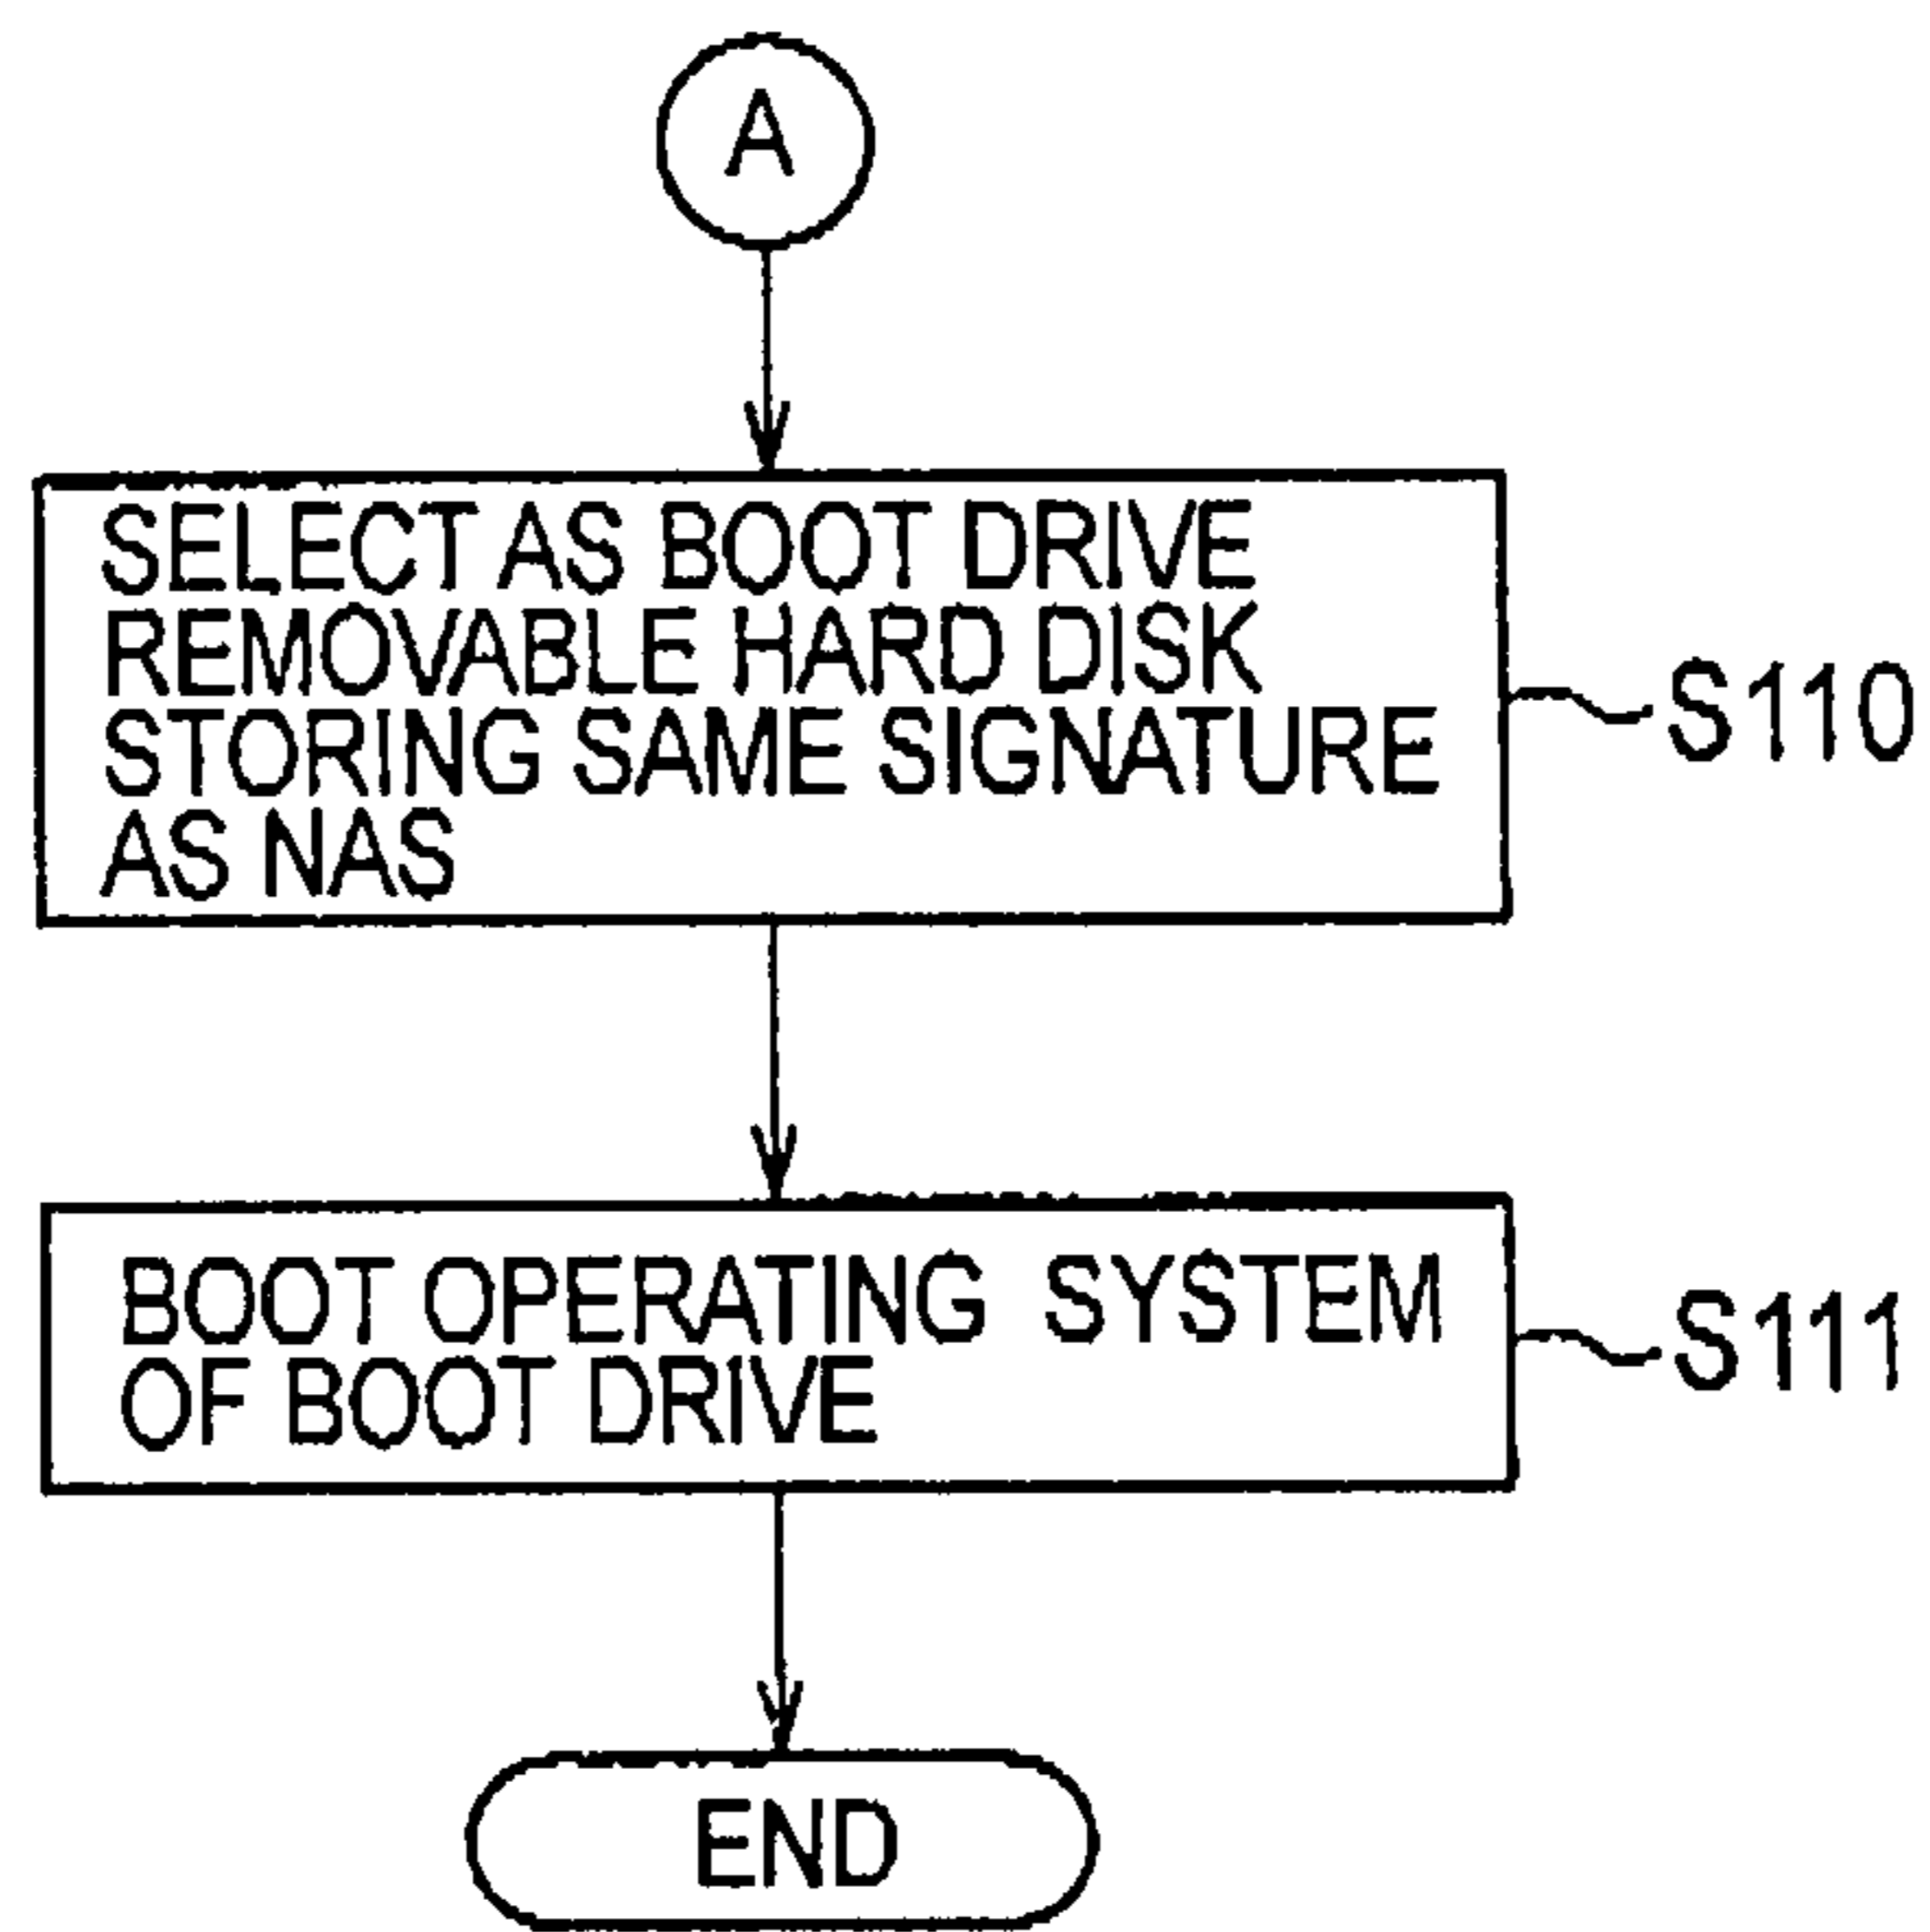 A
SELECT AS BOOT DRIVE
REMOVABLE HARD DISK
STORING SAME SIGNATURE
AS NAS
S110
BOOT OPERATING SYSTEM
OF BOOT DRIVE
S111
END